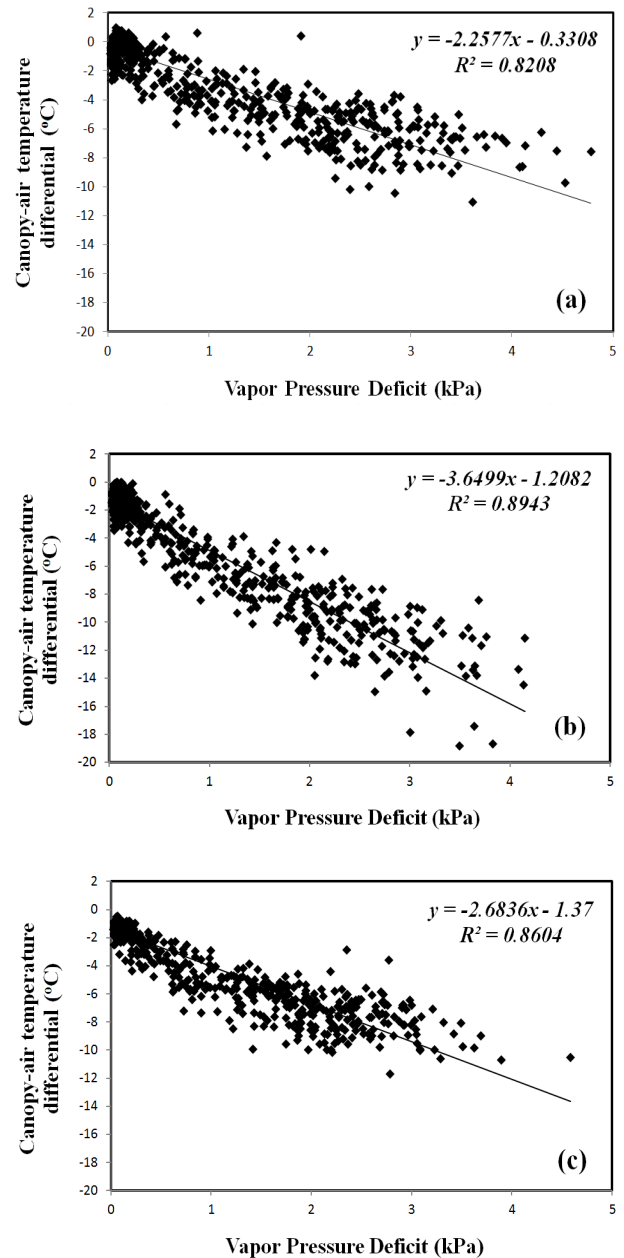 2
0
-2
-4
-6
-8
-10
-12
-14
-16
-18
-20
Canopy-air temperature
differential (°C)
y = -2.2577x - 0.3308
R² = 0.8208
(a)
0 1 2 3 4 5
Vapor Pressure Deficit (kPa)
2
0
-2
-4
-6
-8
-10
-12
-14
-16
-18
-20
Canopy-air temperature
differential (°C)
y = -3.6499x - 1.2082
R² = 0.8943
(b)
0 1 2 3 4 5
Vapor Pressure Deficit (kPa)
2
0
-2
-4
-6
-8
-10
-12
-14
-16
-18
-20
Canopy-air temperature
differential (°C)
y = -2.6836x - 1.37
R² = 0.8604
(c)
0 1 2 3 4 5
Vapor Pressure Deficit (kPa)